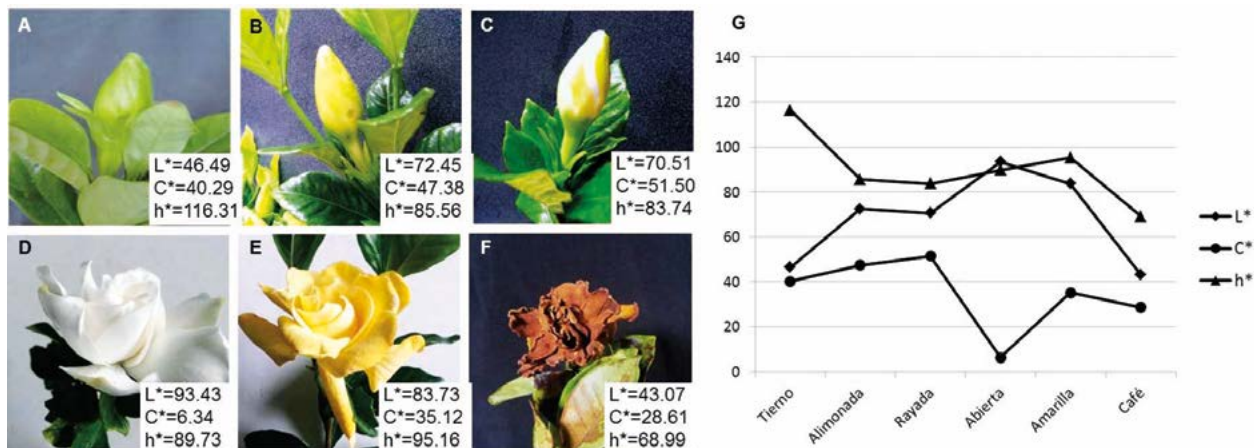 A
L*=46.49
C*=40.29
h*=116.31
B
L*=72.45
C*=47.38
h*=85.56
C
L*=70.51
C*=51.50
h*=83.74
D
L*=93.43
C*=6.34
h*=89.73
E
L*=83.73
C*=35.12
h*=95.16
F
L*=43.07
C*=28.61
h*=68.99
G
140
120
100
80
60
40
20
0
Tierno
Alimonada
Rayada
Abierta
Amarilla
Café
L*
C*
h*